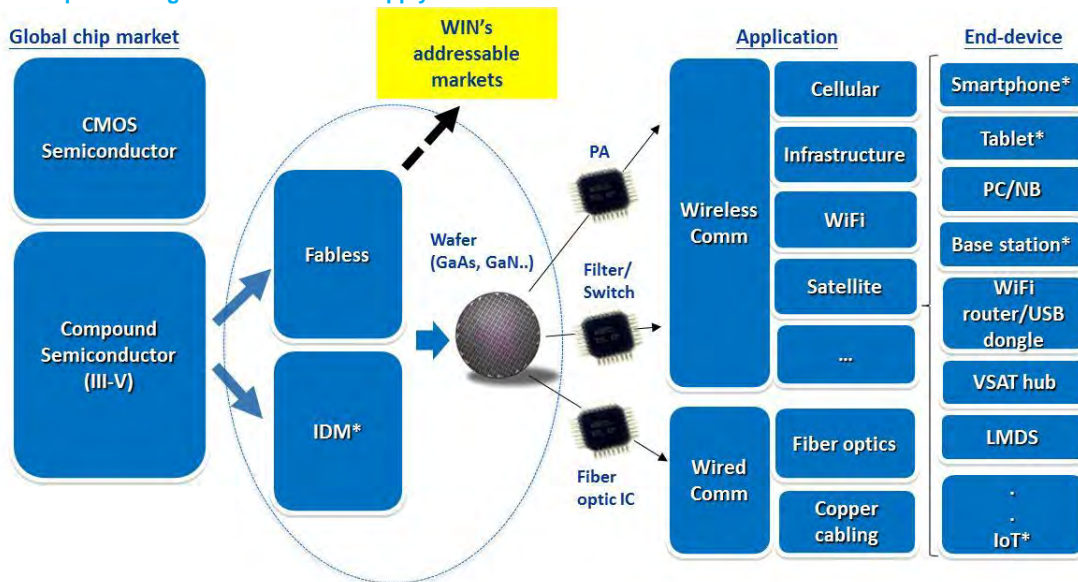 Global chip market
CMOS
Semiconductor
Compound
Semiconductor
(III-V)
WIN's
addressable
markets
Fabless
IDM*
Wafer
(GaAs, GaN..)
PA
Filter/
Switch
Fiber
optic IC
Application
Wireless
Comm
Cellular
Infrastructure
WiFi
Satellite
...
Wired
Comm
Fiber optics
Copper
cabling
End-device
Smartphone*
Tablet*
PC/NB
Base station*
WiFi
router/USB
dongle
VSAT hub
LMDS
.
.
IoT*